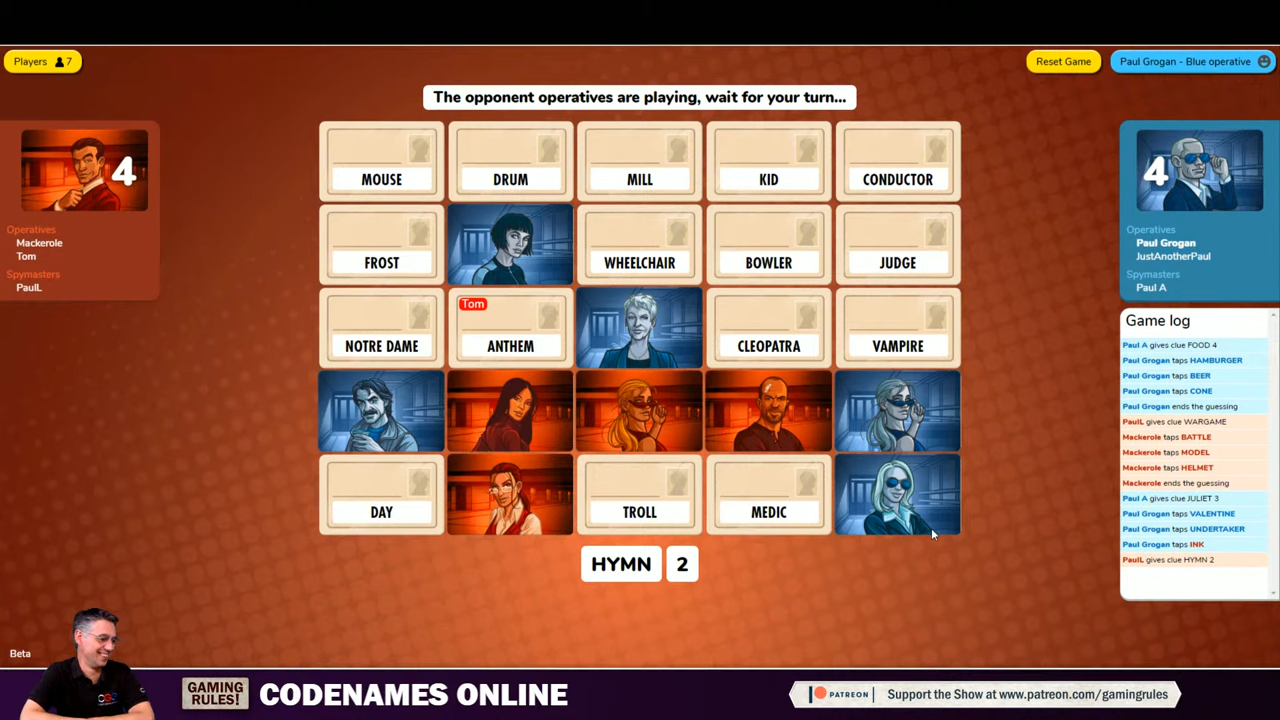 Players 7
Reset Game
Paul Grogan - Blue operative
The opponent operatives are playing, wait for your turn...
4
Operatives
Mackerole
Tom
Spymasters
PaulL
MOUSE
DRUM
MILL
KID
CONDUCTOR
FROST
WHEELCHAIR
BOWLER
JUDGE
NOTRE DAME
Tom
ANTHEM
CLEOPATRA
VAMPIRE
DAY
TROLL
MEDIC
HYMN 2
4
Operatives
Paul Grogan
JustAnotherPaul
Spymasters
Paul A
Game log
Paul A gives clue FOOD 4
Paul Grogan taps HAMBURGER
Paul Grogan taps BEER
Paul Grogan taps CONE
Paul Grogan ends the guessing
PaulL gives clue WARGAME
Mackerole taps BATTLE
Mackerole taps MODEL
Mackerole taps HELMET
Mackerole ends the guessing
Paul A gives clue JULIET 3
Paul Grogan taps VALENTINE
Paul Grogan taps UNDERTAKER
Paul Grogan taps INK
PaulL gives clue HYMN 2
Beta
GAMING
RULES!
CODENAMES ONLINE
PATREON
Support the Show at www.patreon.com/gamingrules